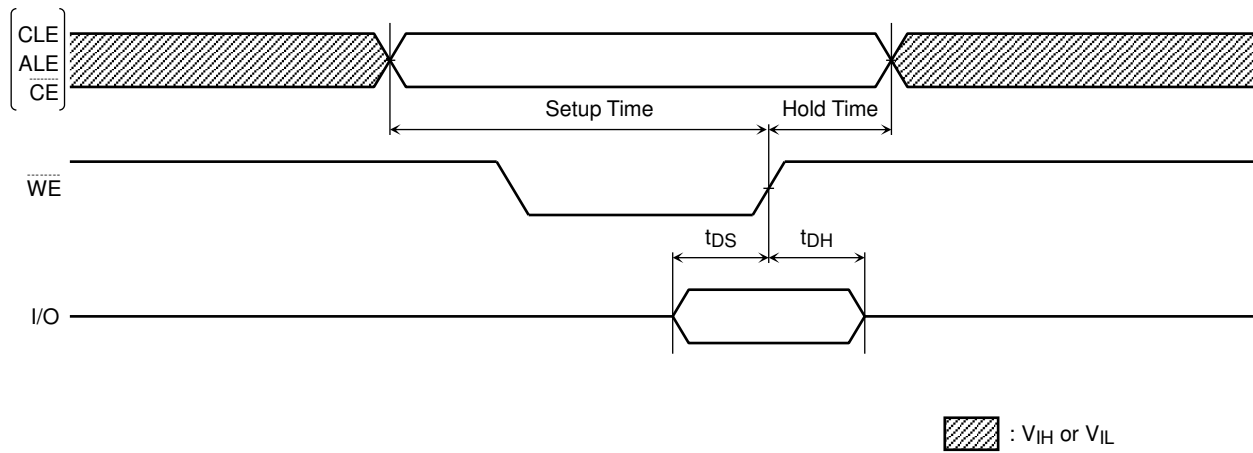 CLE
ALE
CE
Setup Time
Hold Time
WE
tDS
tDH
I/O
: VIH or VIL